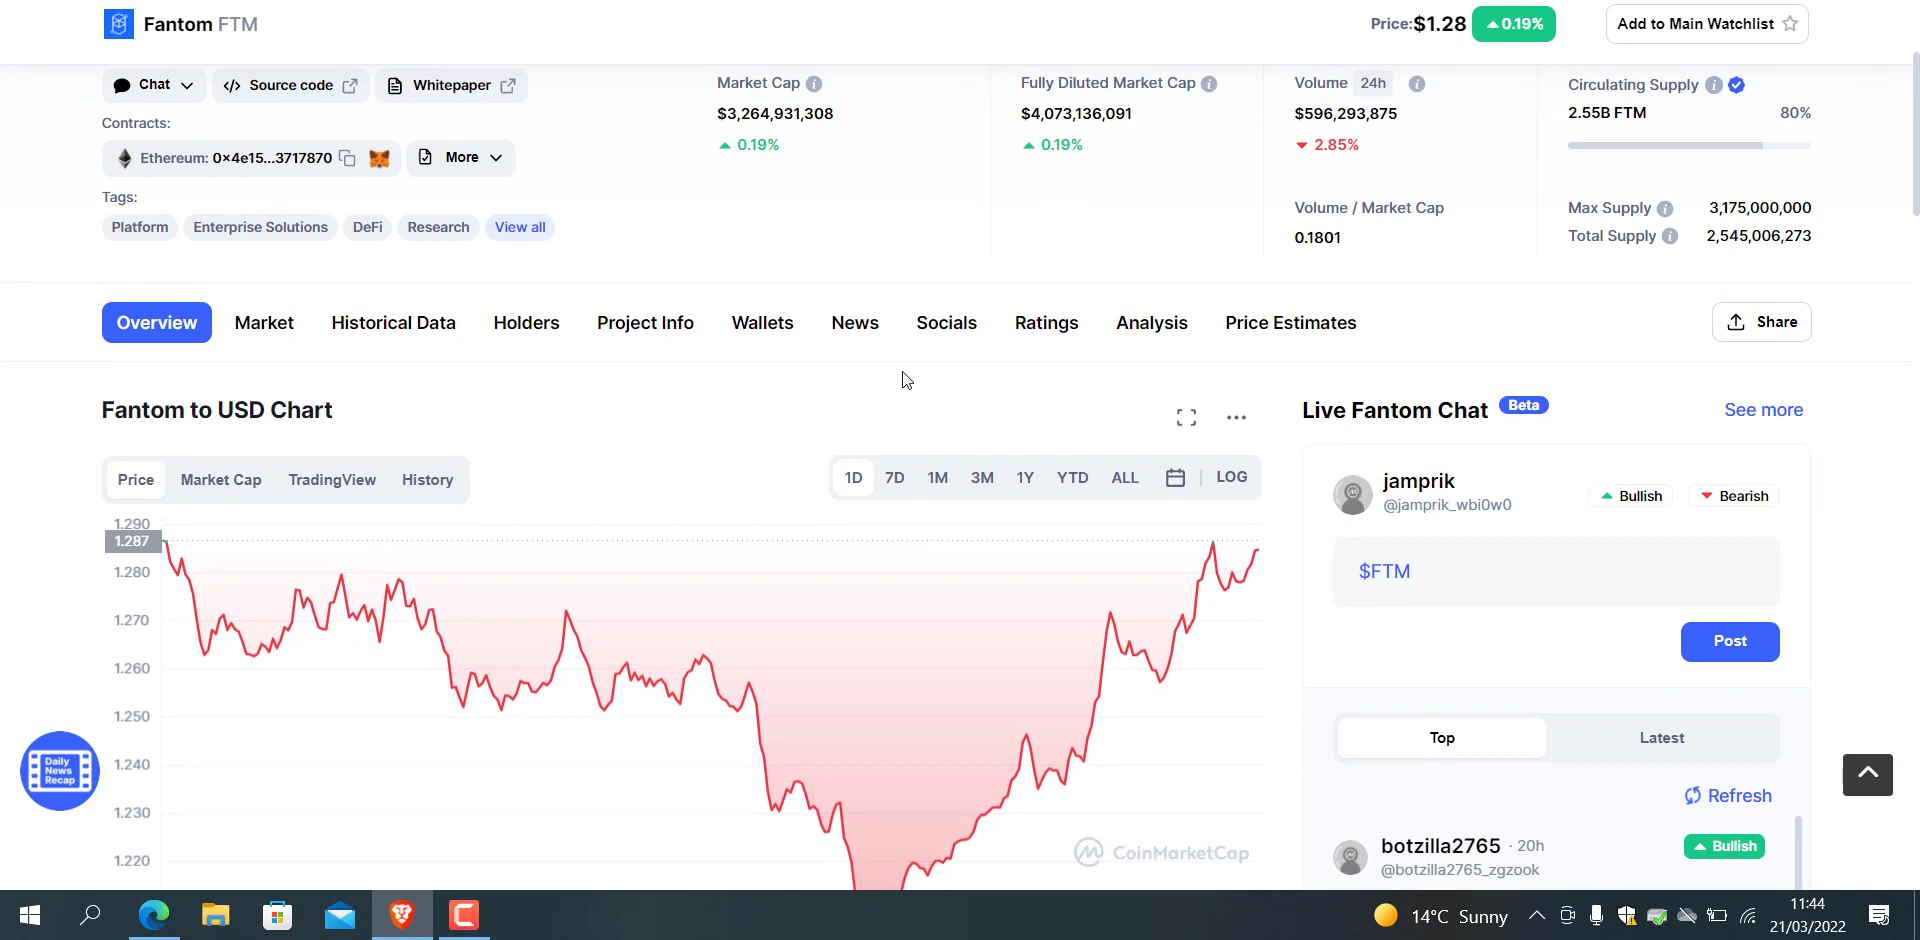 Fantom FTM
Price:$1.28 0.19%
Add to Main Watchlist
Chat
Source code
Whitepaper
Contracts:
Ethereum: 0x4e15...3717870
More
Tags:
Platform Enterprise Solutions DeFi Research View all
Market Cap
$3,264,931,308
0.19%
Fully Diluted Market Cap
$4,073,136,091
0.19%
Volume 24h
$596,293,875
2.85%
Volume / Market Cap
0.1801
Circulating Supply
2.55B FTM 80%
Max Supply 3,175,000,000
Total Supply 2,545,006,273
Overview Market Historical Data Holders Project Info Wallets News Socials Ratings Analysis Price Estimates
Share
Fantom to USD Chart
Price Market Cap TradingView History
1D 7D 1M 3M 1Y YTD ALL LOG
1.290
1.287
1.280
1.270
1.260
1.250
1.240
1.230
1.220
CoinMarketCap
Daily
News
Recap
Live Fantom Chat Beta
See more
jamprik
@jamprik_wbi0w0
Bullish
Bearish
$FTM
Post
Top Latest
Refresh
botzilla2765 · 20h
Bullish
@botzilla2765_zgzook
14°C Sunny
11:44
21/03/2022